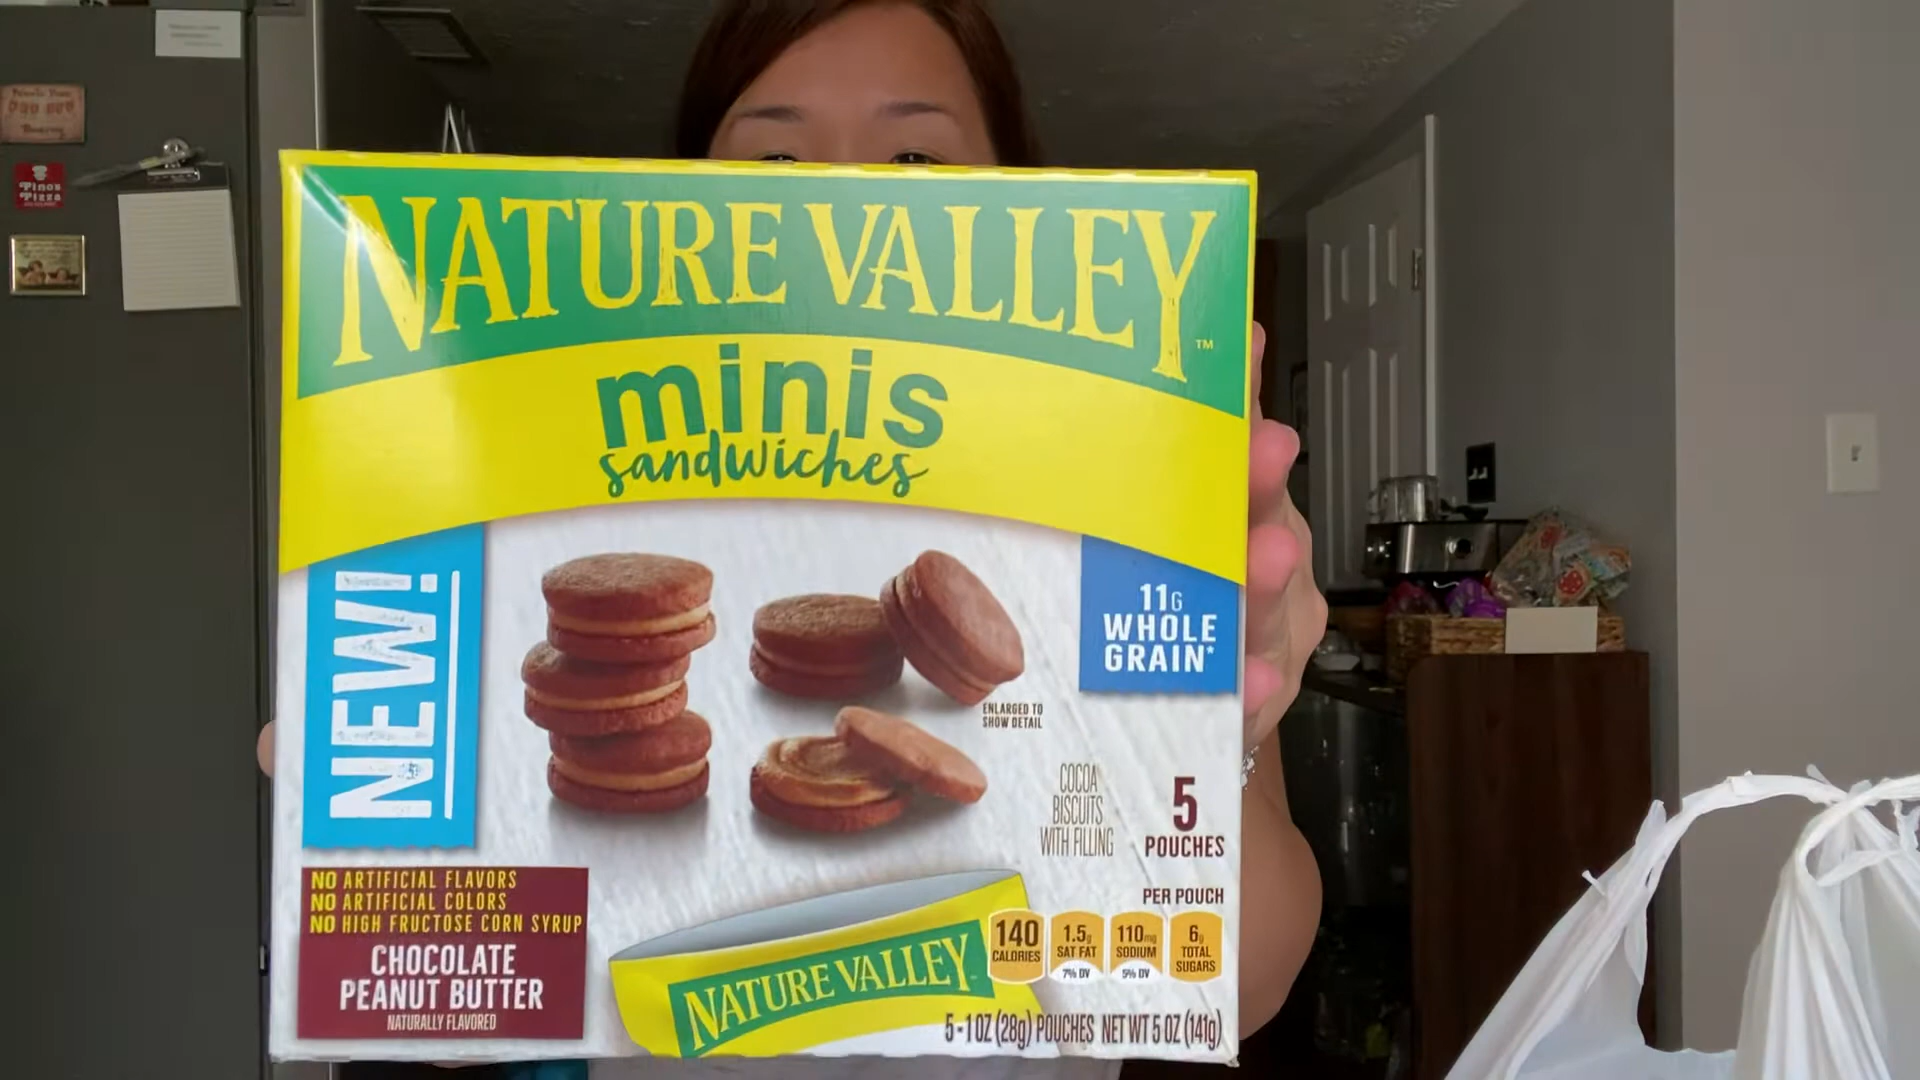 NATURE VALLEY™
minis
sandwiches
NEW!
11G
WHOLE
GRAIN*
ENLARGED TO
SHOW DETAIL
COCOA
BISCUITS
WITH FILLING
5
POUCHES
NO ARTIFICIAL FLAVORS
NO ARTIFICIAL COLORS
NO HIGH FRUCTOSE CORN SYRUP
CHOCOLATE
PEANUT BUTTER
NATURALLY FLAVORED
PER POUCH
140
CALORIES
1.5g
SAT FAT
7% DV
110mg
SODIUM
5% DV
6g
TOTAL
SUGARS
NATURE VALLEY
5-1 OZ (28g) POUCHES NET WT 5 OZ (141g)
Pino's
Pizza